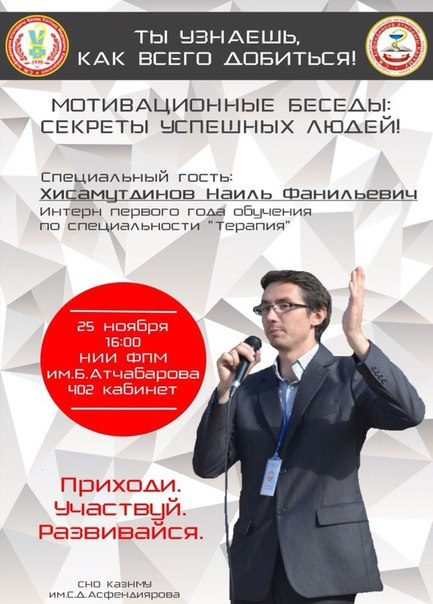 ТЫ УЗНАЕШЬ,
КАК ВСЕГО ДОБИТЬСЯ!
МОТИВАЦИОННЫЕ БЕСЕДЫ:
СЕКРЕТЫ УСПЕШНЫХ ЛЮДЕЙ!
Специальный гость:
Хисамутдинов Наиль Фанильевич
Интерн первого года обучения
по специальности "Терапия"
25 ноября
16:00
НИИ ФПМ
им.Б.Атчабарова
402 кабинет
Приходи.
Участвуй.
Развивайся.
СНО КазНМУ
им.С.Д.Асфендиярова